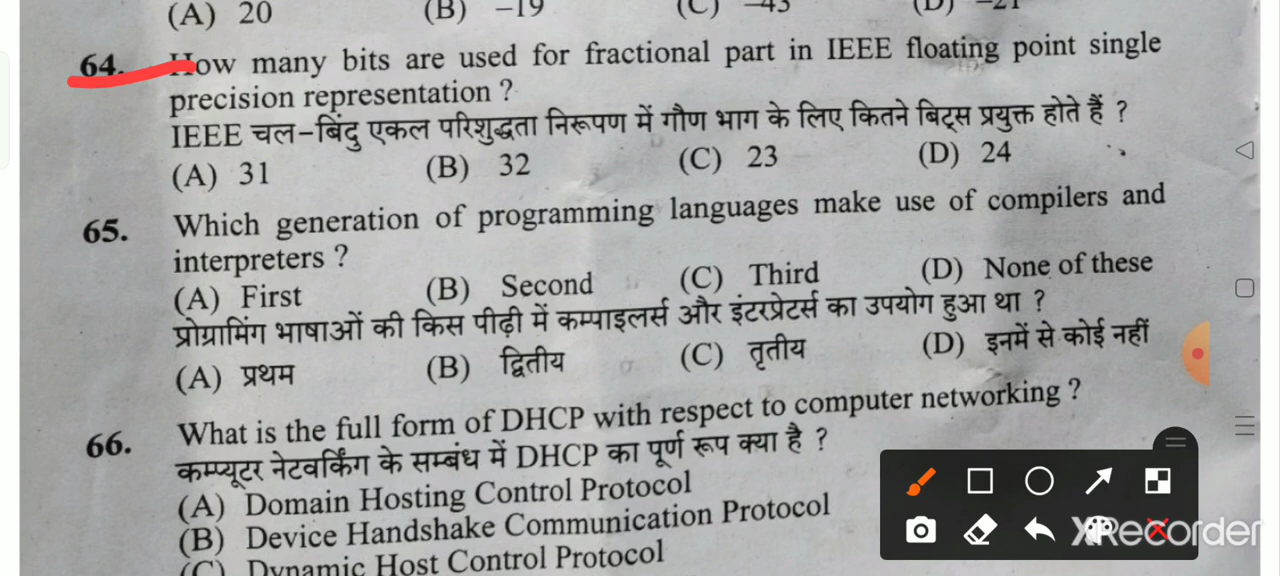 (A) 20 (B) –19 (C) –43 (D) –21
64. How many bits are used for fractional part in IEEE floating point single
precision representation ?
IEEE चल–बिंदु एकल परिशुद्धता निरूपण में गौण भाग के लिए कितने बिट्स प्रयुक्त होते हैं ?
(A) 31 (B) 32 (C) 23 (D) 24
65. Which generation of programming languages make use of compilers and
interpreters ?
(A) First (B) Second (C) Third (D) None of these
प्रोग्रामिंग भाषाओं की किस पीढ़ी में कम्पाइलर्स और इंटरप्रेटर्स का उपयोग हुआ था ?
(A) प्रथम (B) द्वितीय (C) तृतीय (D) इनमें से कोई नहीं
66. What is the full form of DHCP with respect to computer networking ?
कम्प्यूटर नेटवर्किंग के सम्बंध में DHCP का पूर्ण रूप क्या है ?
(A) Domain Hosting Control Protocol
(B) Device Handshake Communication Protocol
(C) Dynamic Host Control Protocol
XRecorder